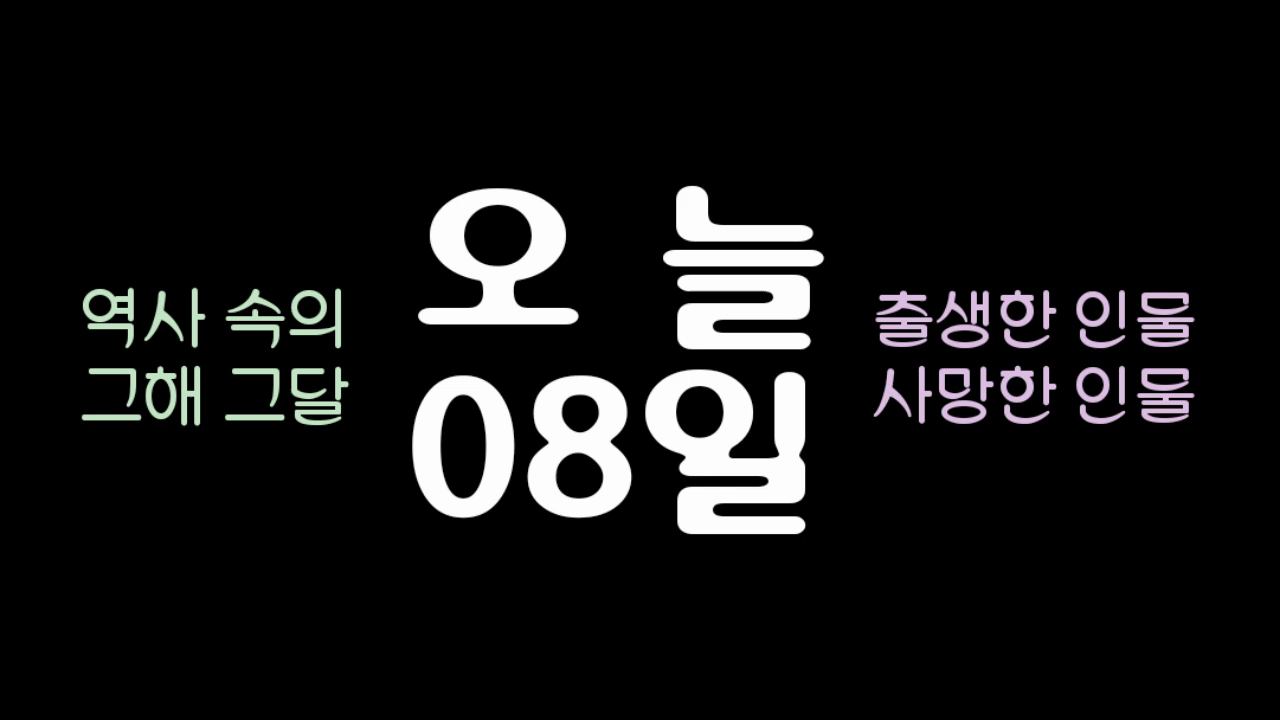 역사 속의
그해 그달
오 늘
08일
출생한 인물
사망한 인물